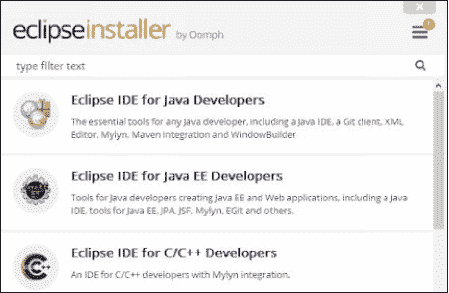 eclipseinstaller by Oomph
type filter text
Eclipse IDE for Java Developers
The essential tools for any Java developer, including a Java IDE, a Git client, XML
Editor, Mylyn, Maven integration and WindowBuilder
Eclipse IDE for Java EE Developers
Tools for Java developers creating Java EE and Web applications, including a Java
IDE, tools for Java EE, JPA, JSF, Mylyn, EGit and others.
Eclipse IDE for C/C++ Developers
An IDE for C/C++ developers with Mylyn integration.